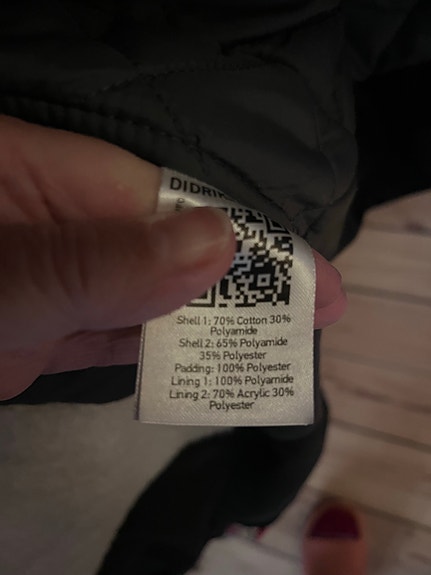 Shell 1: 70% Cotton 30%
Polyamide
Shell 2: 65% Polyamide
35% Polyester
Padding: 100% Polyester
Lining 1: 100% Polyamide
Lining 2: 70% Acrylic 30%
Polyester